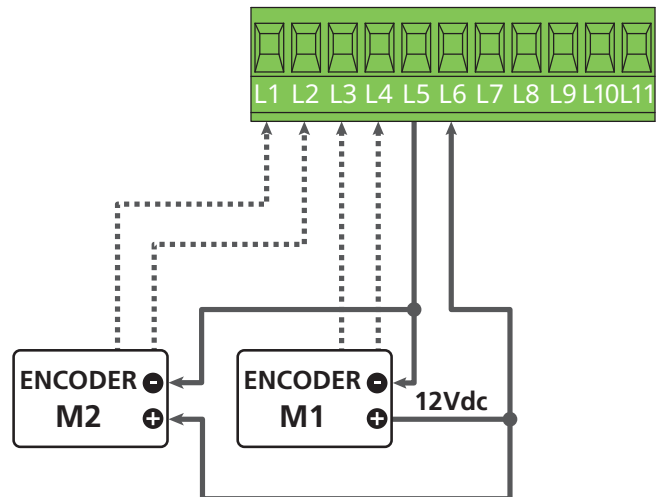 L1 L2 L3 L4 L5 L6 L7 L8 L9 L10 L11
ENCODER -
M2 +
ENCODER -
M1 +
12Vdc